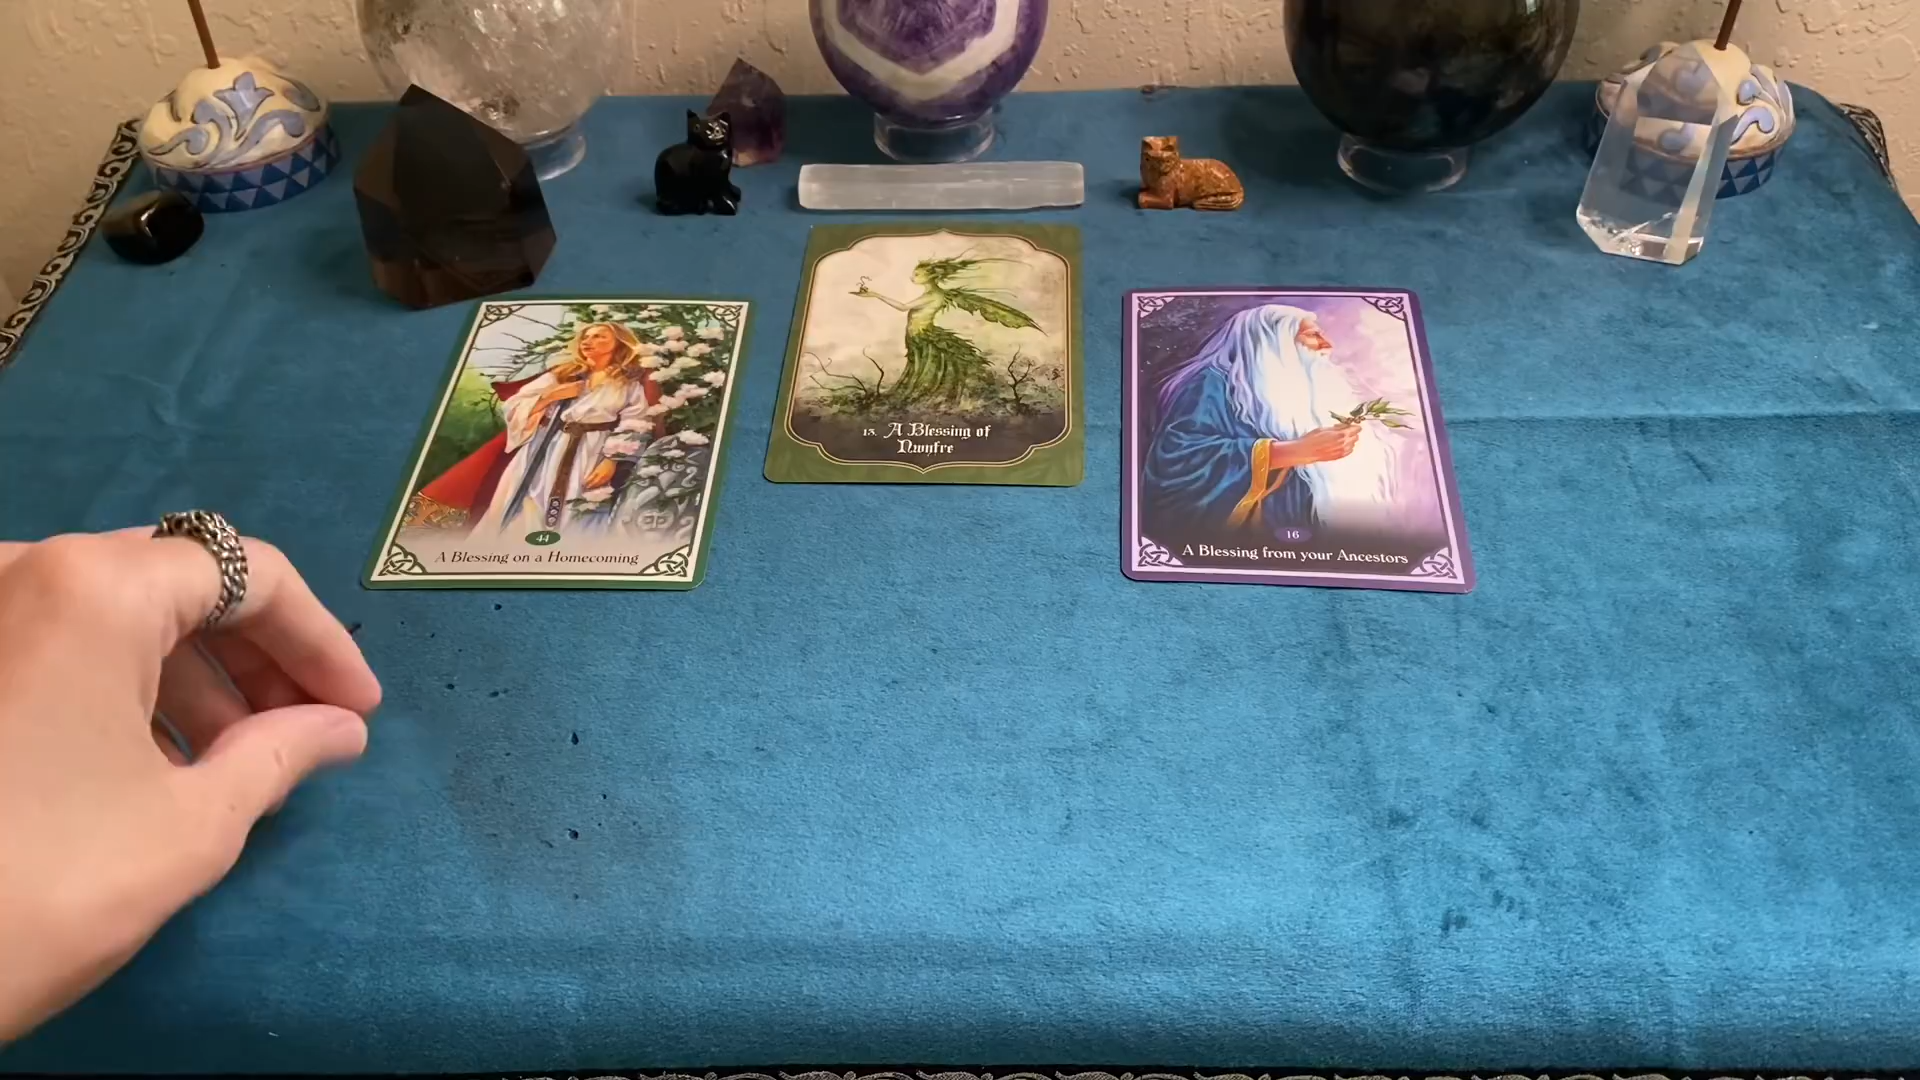 44
A Blessing on a Homecoming
13. A Blessing of
Nwyfre
16
A Blessing from your Ancestors